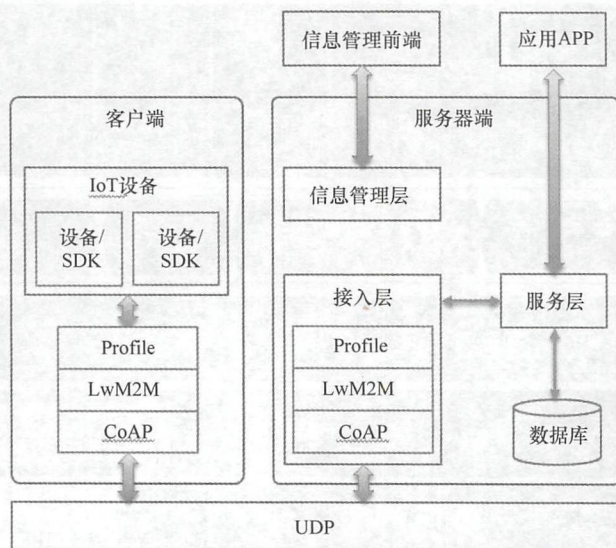 信息管理前端
应用APP
客户端
服务器端
IoT设备
设备/
SDK
设备/
SDK
信息管理层
接入层
服务层
Profile
LwM2M
CoAP
Profile
LwM2M
CoAP
数据库
UDP